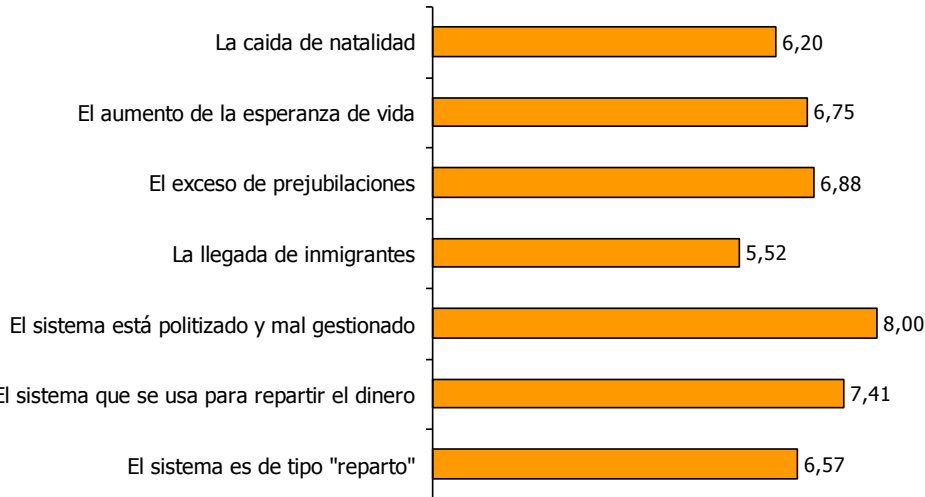 La caida de natalidad
6,20
El aumento de la esperanza de vida
6,75
El exceso de prejubilaciones
6,88
La llegada de inmigrantes
5,52
El sistema está politizado y mal gestionado
8,00
El sistema que se usa para repartir el dinero
7,41
El sistema es de tipo "reparto"
6,57